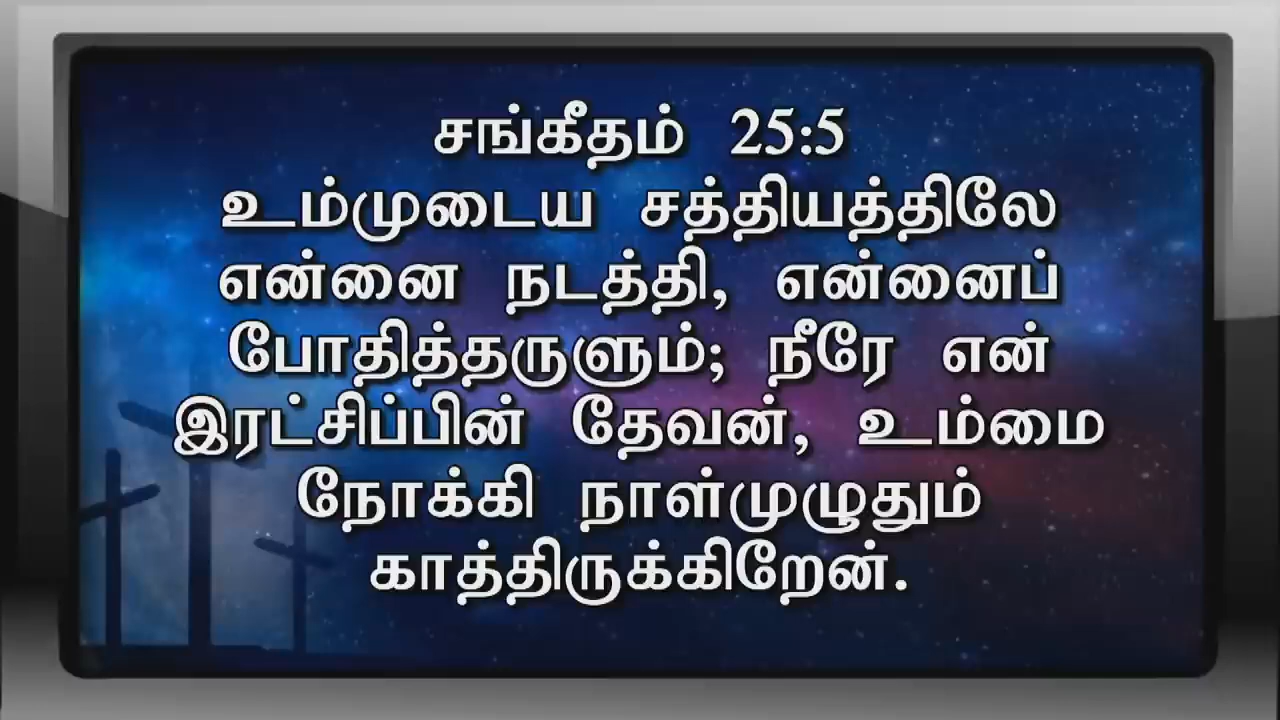 சங்கீதம் 25:5
உம்முடைய சத்தியத்திலே
என்னை நடத்தி, என்னைப்
போதித்தருளும்; நீரே என்
இரட்சிப்பின் தேவன், உம்மை
நோக்கி நாள்முழுதும்
காத்திருக்கிறேன்.